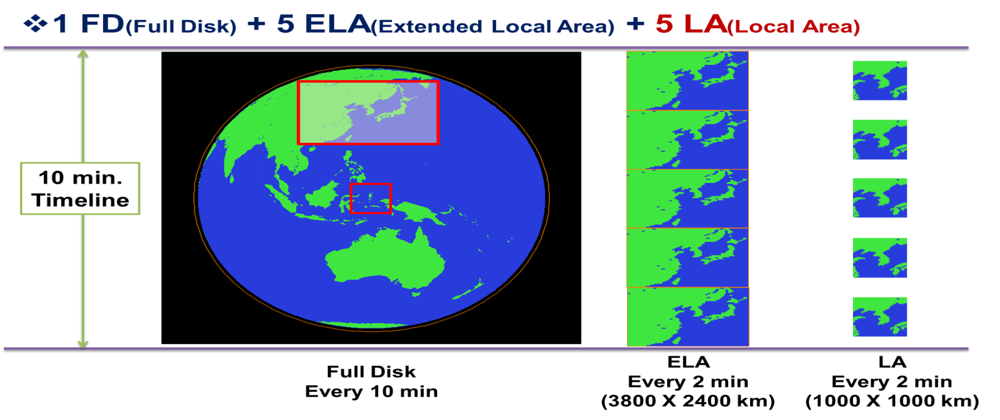 ❖1 FD(Full Disk) + 5 ELA(Extended Local Area) + 5 LA(Local Area)
10 min.
Timeline
Full Disk
Every 10 min
ELA
Every 2 min
(3800 X 2400 km)
LA
Every 2 min
(1000 X 1000 km)